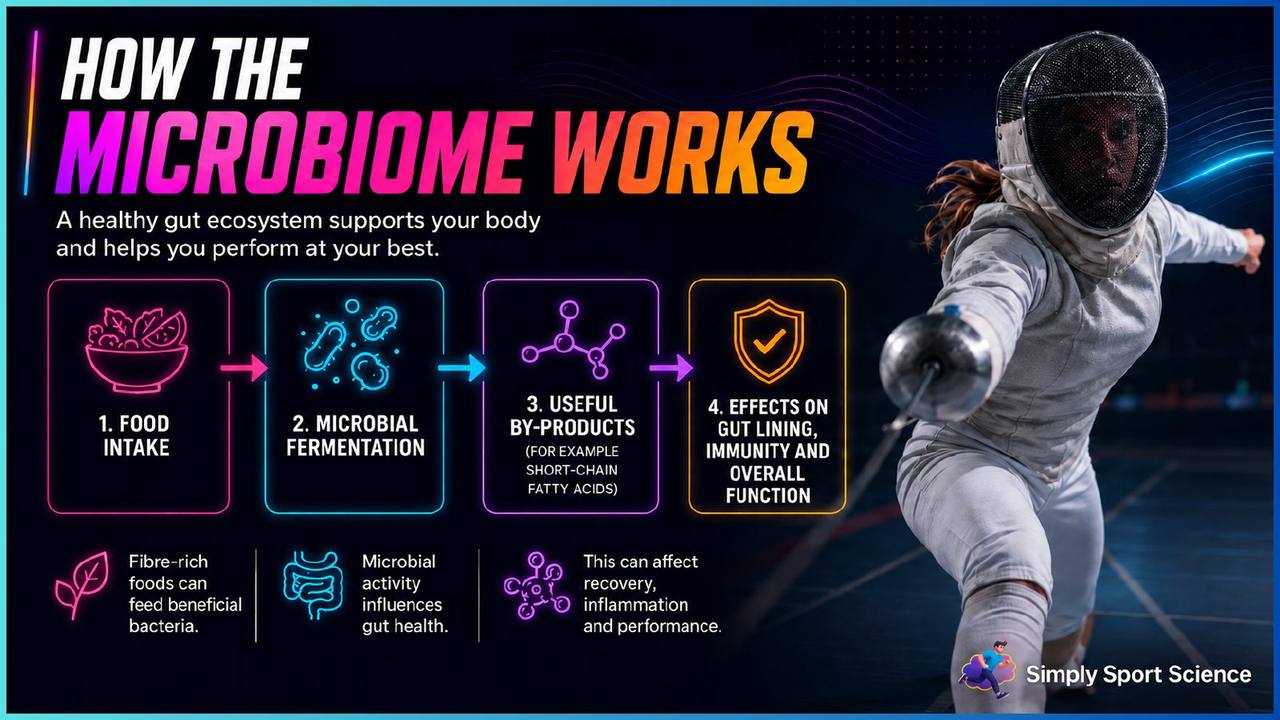 HOW THE
MICROBIOME WORKS
A healthy gut ecosystem supports your body
and helps you perform at your best.
1. FOOD
INTAKE
2. MICROBIAL
FERMENTATION
3. USEFUL
BY-PRODUCTS
(FOR EXAMPLE
SHORT-CHAIN
FATTY ACIDS)
4. EFFECTS ON
GUT LINING,
IMMUNITY AND
OVERALL
FUNCTION
Fibre-rich
foods can
feed beneficial
bacteria.
Microbial
activity
influences
gut health.
This can affect
recovery,
inflammation
and performance.
Simply Sport Science